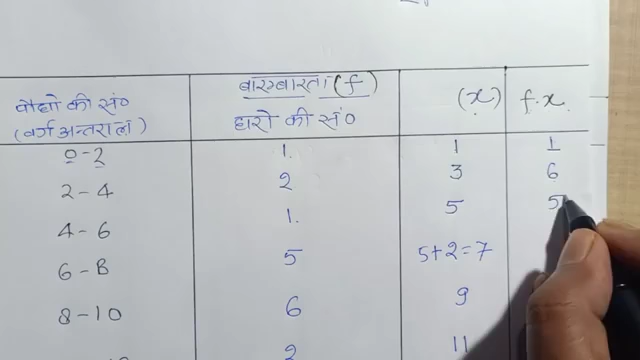 बारम्बारता (f)
पौधों की सं० हारो की सं० (x) f.x
(वर्ग अन्तराल)
0-2 1. 1 1
2-4 2 3 6
4-6 1. 5 5
6-8 5 5+2=7
8-10 6 9
2 11